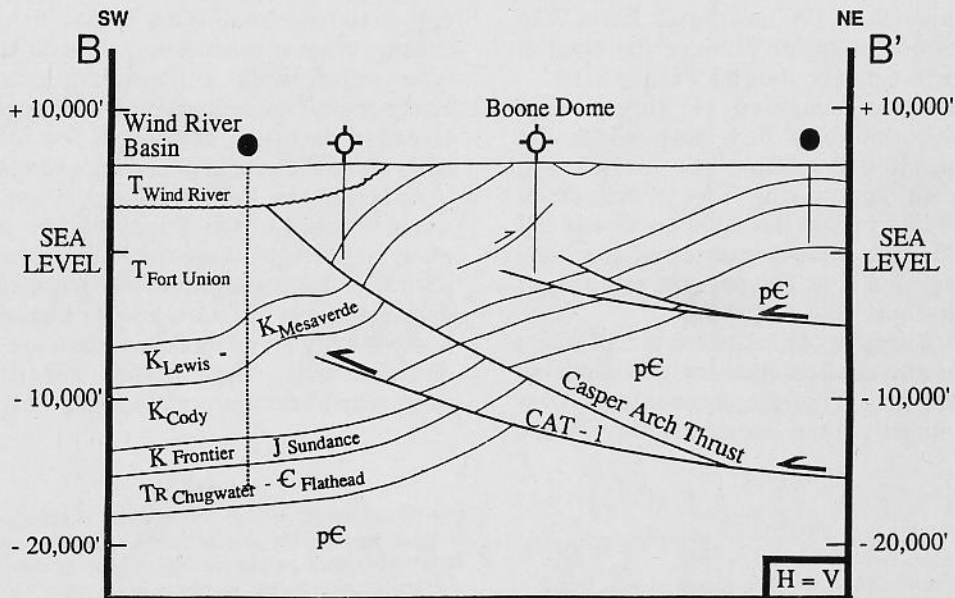 SW
NE
B
B'
+ 10,000'
+ 10,000'
Wind River
Basin
Boone Dome
T Wind River
SEA
LEVEL
SEA
LEVEL
T Fort Union
pЄ
K Mesaverde
K Lewis -
pЄ
- 10,000'
- 10,000'
Casper Arch Thrust
K Cody
CAT - 1
K Frontier
J Sundance
TR Chugwater - Є Flathead
pЄ
- 20,000'
- 20,000'
H = V